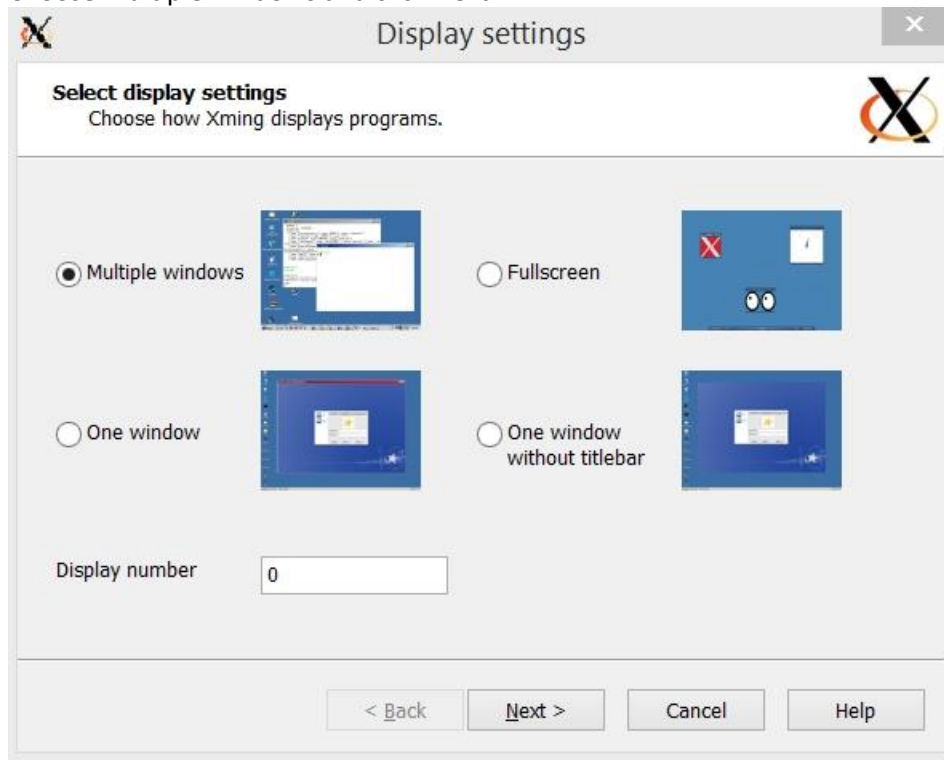 Display settings
Select display settings
Choose how Xming displays programs.
Multiple windows
Fullscreen
One window
One window
without titlebar
Display number
0
< Back
Next >
Cancel
Help